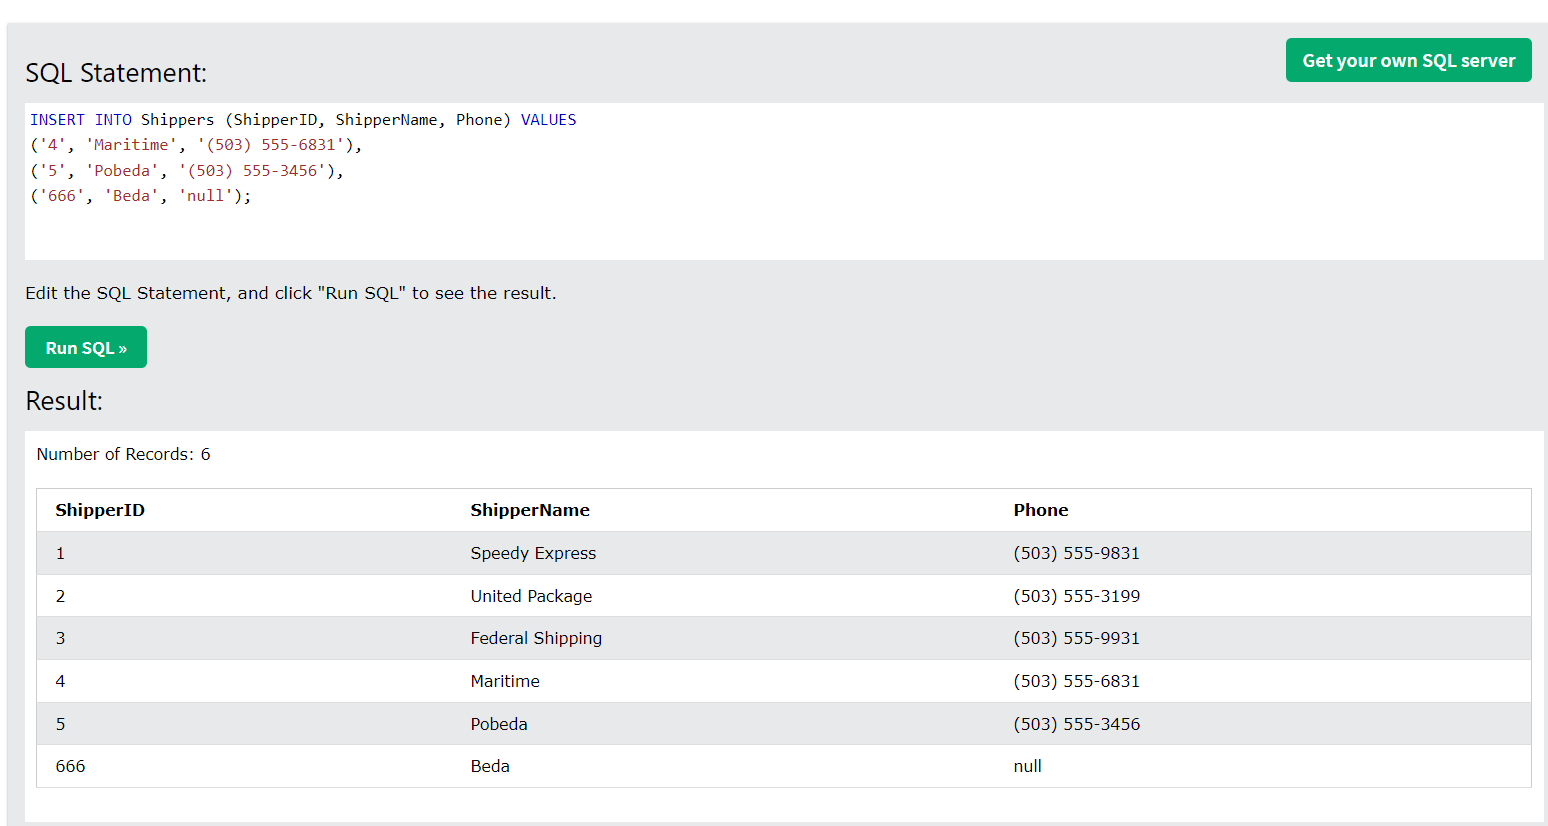 Get your own SQL server
SQL Statement:
INSERT INTO Shippers (ShipperID, ShipperName, Phone) VALUES
('4', 'Maritime', '(503) 555-6831'),
('5', 'Pobeda', '(503) 555-3456'),
('666', 'Beda', 'null');
Edit the SQL Statement, and click "Run SQL" to see the result.
Run SQL »
Result:
Number of Records: 6
ShipperID ShipperName Phone
1 Speedy Express (503) 555-9831
2 United Package (503) 555-3199
3 Federal Shipping (503) 555-9931
4 Maritime (503) 555-6831
5 Pobeda (503) 555-3456
666 Beda null